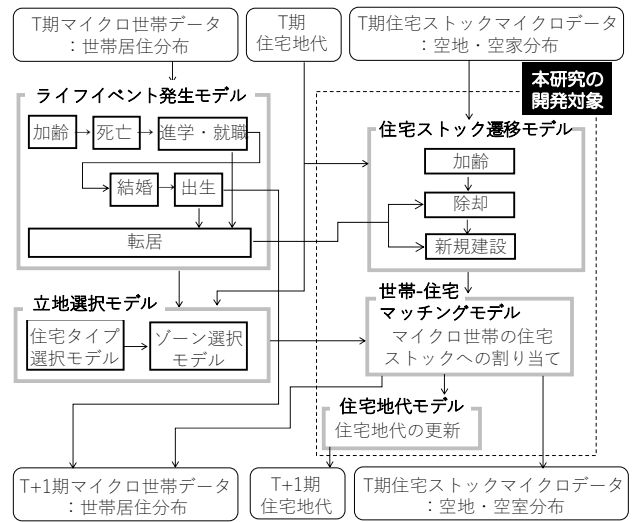 T期マイクロ世帯データ
：世帯居住分布
T期
住宅地代
T期住宅ストックマイクロデータ
：空地・空家分布
本研究の
開発対象
ライフイベント発生モデル
加齢
死亡
進学・就職
結婚
出生
転居
住宅ストック遷移モデル
加齢
除却
新規建設
立地選択モデル
住宅タイプ
選択モデル
ゾーン選択
モデル
世帯-住宅
マッチングモデル
マイクロ世帯の住宅
ストックへの割り当て
住宅地代モデル
住宅地代の更新
T+1期マイクロ世帯データ
：世帯居住分布
T+1期
住宅地代
T期住宅ストックマイクロデータ
：空地・空室分布